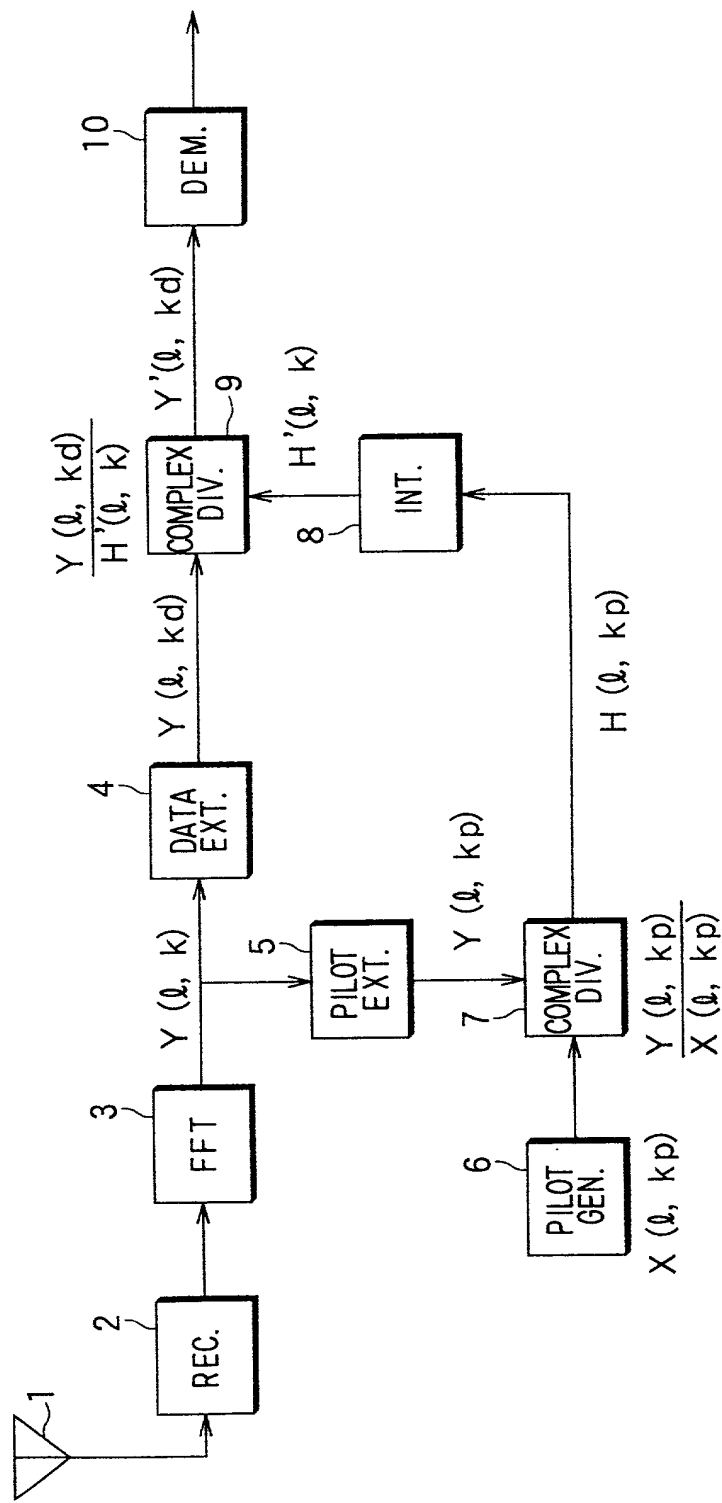 1
2
REC.
3
FFT
Y (ℓ, k)
4
DATA
EXT.
Y (ℓ, kd)
Y (ℓ, kd)
H'(ℓ, k)
COMPLEX
DIV.
9
Y'(ℓ, kd)
10
DEM.
5
PILOT
EXT.
Y (ℓ, kp)
6
PILOT
GEN.
X (ℓ, kp)
7
COMPLEX
DIV.
Y (ℓ, kp)
X (ℓ, kp)
H (ℓ, kp)
8
INT.
H'(ℓ, k)